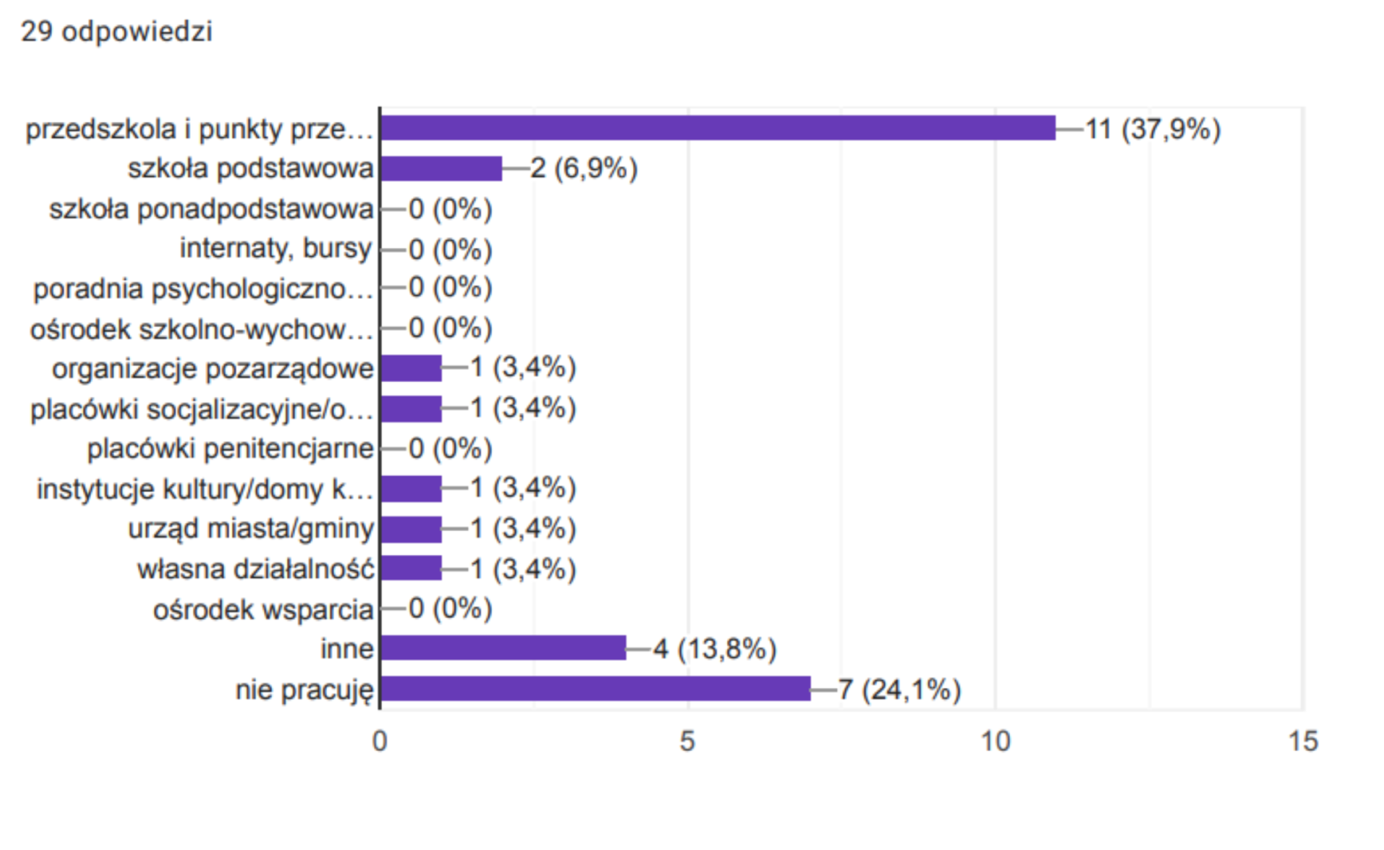 29 odpowiedzi
przedszkola i punkty prze… 11 (37,9%)
szkoła podstawowa 2 (6,9%)
szkoła ponadpodstawowa 0 (0%)
internaty, bursy 0 (0%)
poradnia psychologiczno… 0 (0%)
ośrodek szkolno-wychow… 0 (0%)
organizacje pozarządowe 1 (3,4%)
placówki socjalizacyjne/o… 1 (3,4%)
placówki penitencjarne 0 (0%)
instytucje kultury/domy k… 1 (3,4%)
urząd miasta/gminy 1 (3,4%)
własna działalność 1 (3,4%)
ośrodek wsparcia 0 (0%)
inne 4 (13,8%)
nie pracuję 7 (24,1%)
0 5 10 15